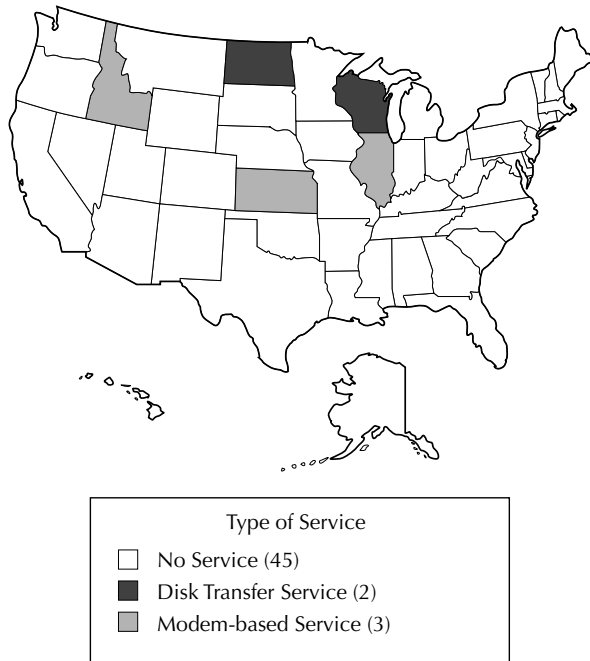 Type of Service
No Service (45)
Disk Transfer Service (2)
Modem-based Service (3)